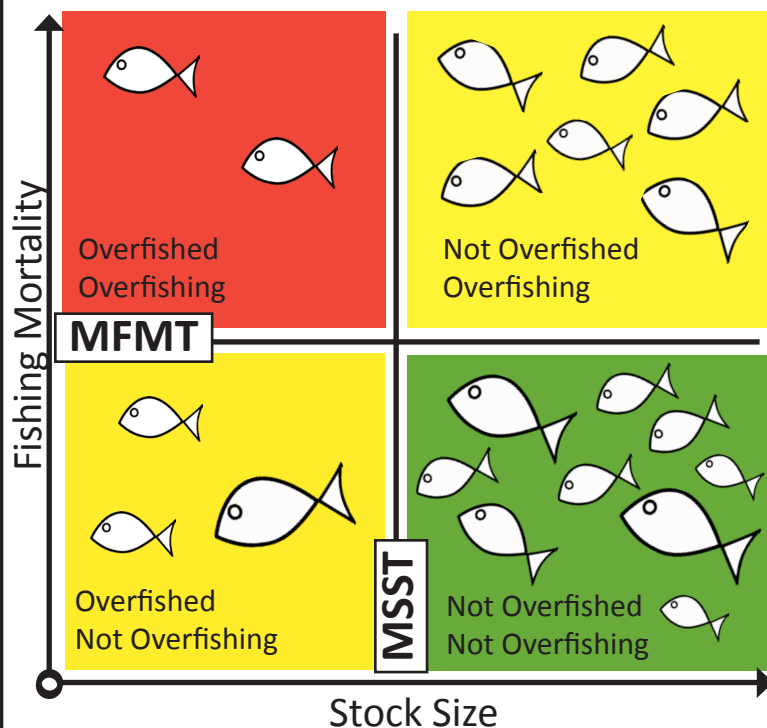 Fishing Mortality
Overfished
Overfishing
Not Overfished
Overfishing
MFMT
Overfished
Not Overfishing
MSST
Not Overfished
Not Overfishing
Stock Size